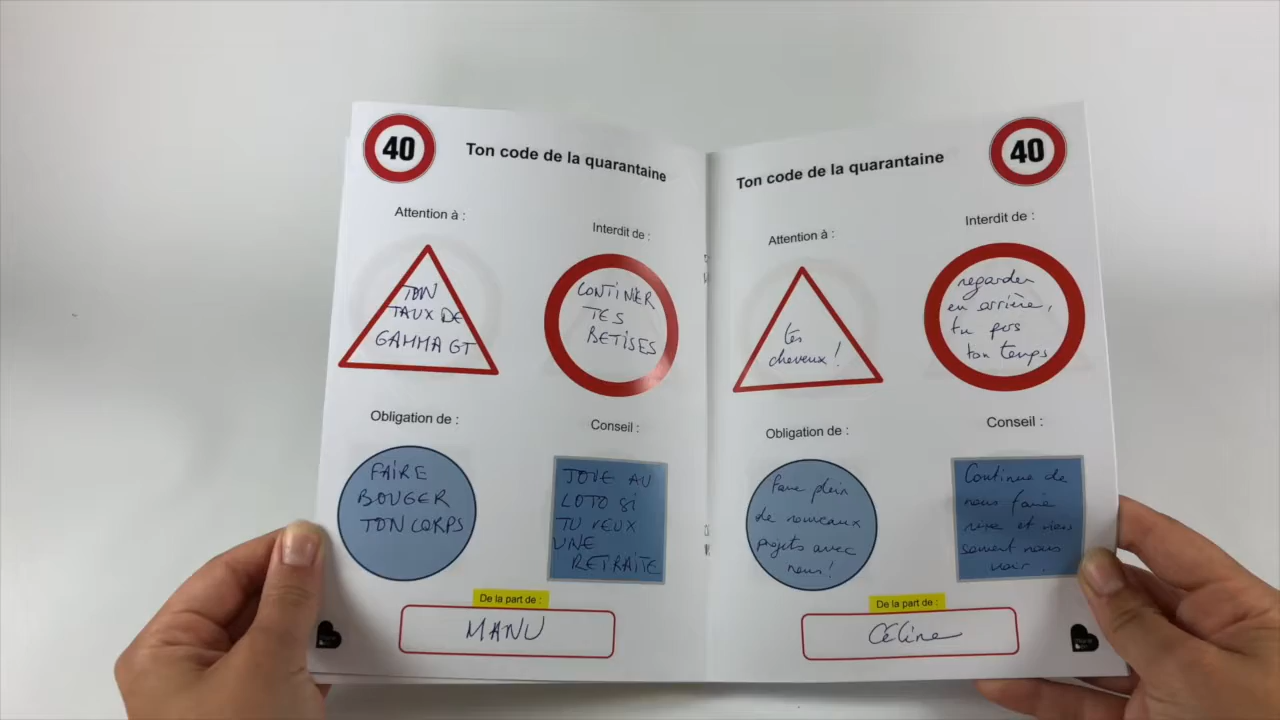 40
Ton code de la quarantaine
Attention à :
Interdit de :
TON
TAUX DE
GAMMA GT
CONTINUER
TES
BETISES
Obligation de :
Conseil :
FAIRE
BOUGER
TON CORPS
JOUE AU
LOTO SI
TU VEUX
UNE
RETRAITE
De la part de :
MANU
Ton code de la quarantaine
40
Attention à :
Interdit de :
tes
cheveux !
regarder
en arrière,
tu pers
ton temps
Obligation de :
Conseil :
Faire plein
de nouveaux
projets avec
nous !
Continue de
nous faire
rire et viens
souvent nous
voir.
De la part de :
Céline